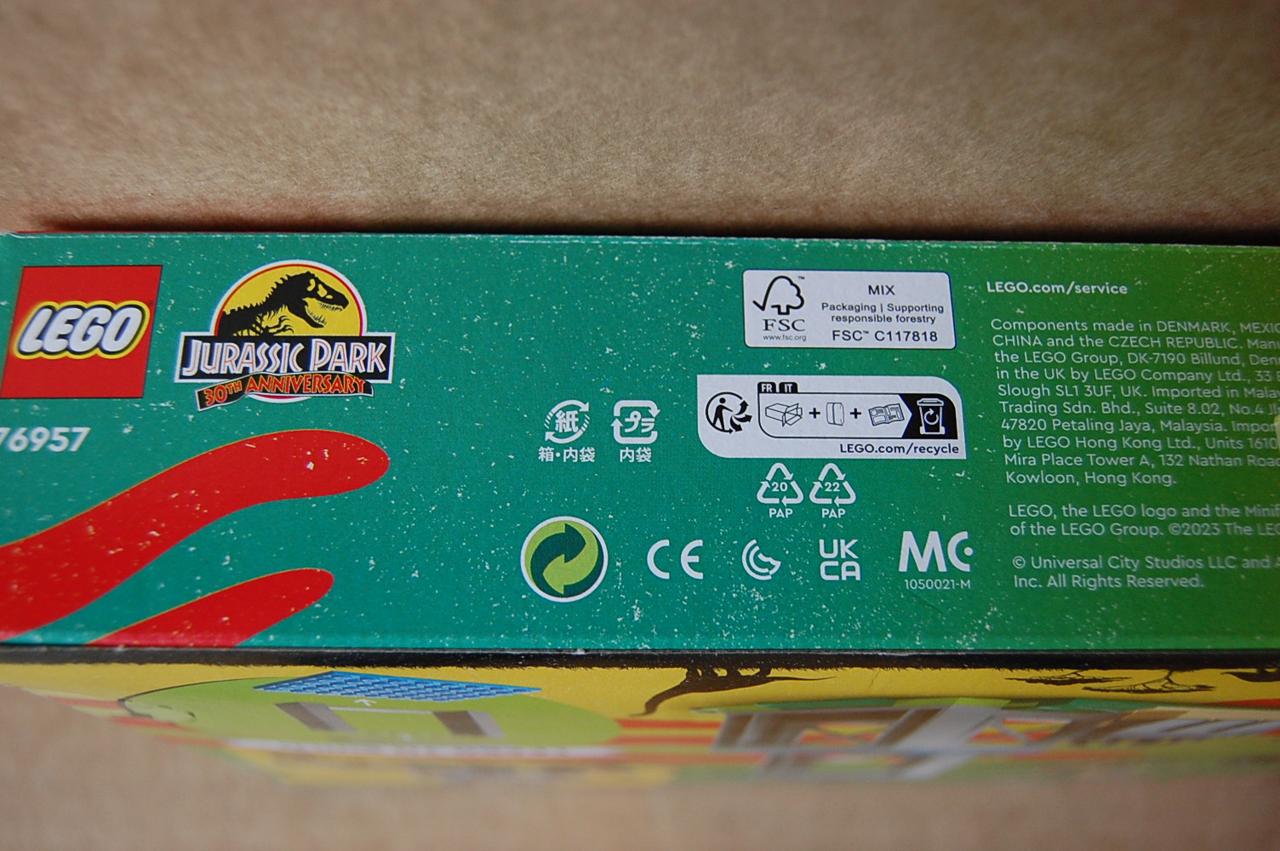 LEGO
JURASSIC PARK
30TH ANNIVERSARY
76957
紙
箱・内袋
プラ
内袋
FSC
www.fsc.org
MIX
Packaging | Supporting
responsible forestry
FSC™ C117818
FR IT
LEGO.com/recycle
20
PAP
22
PAP
CE
UK
CA
MC
1050021-M
LEGO.com/service
Components made in DENMARK,
CHINA and the CZECH REPUBLIC.
the LEGO Group, DK-7190 Billund,
in the UK by LEGO Company Ltd., 33
Slough SL1 3UF, UK. Imported in
Trading Sdn. Bhd., Suite 8.02, No.4
47820 Petaling Jaya, Malaysia.
by LEGO Hong Kong Ltd., Units
Mira Place Tower A, 132 Nathan
Kowloon, Hong Kong.
LEGO, the LEGO logo and the
of the LEGO Group. ©2023 The
© Universal City Studios LLC and
Inc. All Rights Reserved.